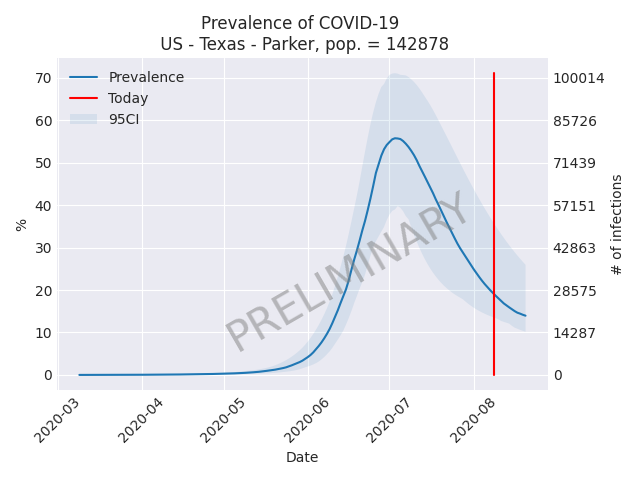 Prevalence of COVID-19
US - Texas - Parker, pop. = 142878
Prevalence
Today
95CI
70
60
50
40
30
20
10
0
%
100014
85726
71439
57151
42863
28575
14287
0
# of infections
PRELIMINARY
2020-03
2020-04
2020-05
2020-06
2020-07
2020-08
Date